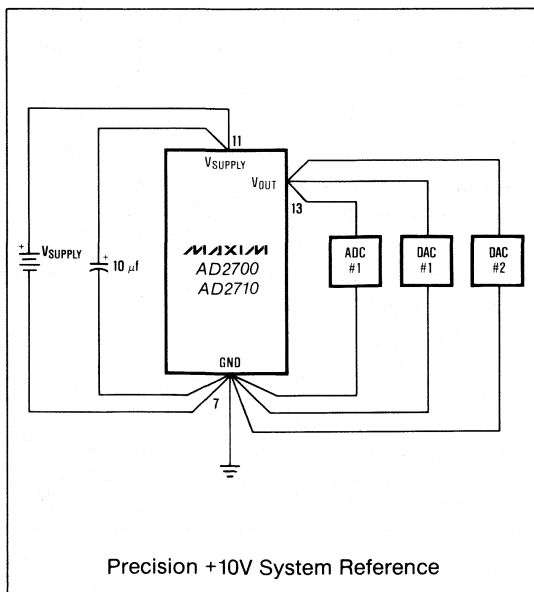 11
VSUPPLY
VOUT
13
+
VSUPPLY
+
10 μf
MAXIM
AD2700
AD2710
ADC
#1
DAC
#1
DAC
#2
GND
7
Precision +10V System Reference